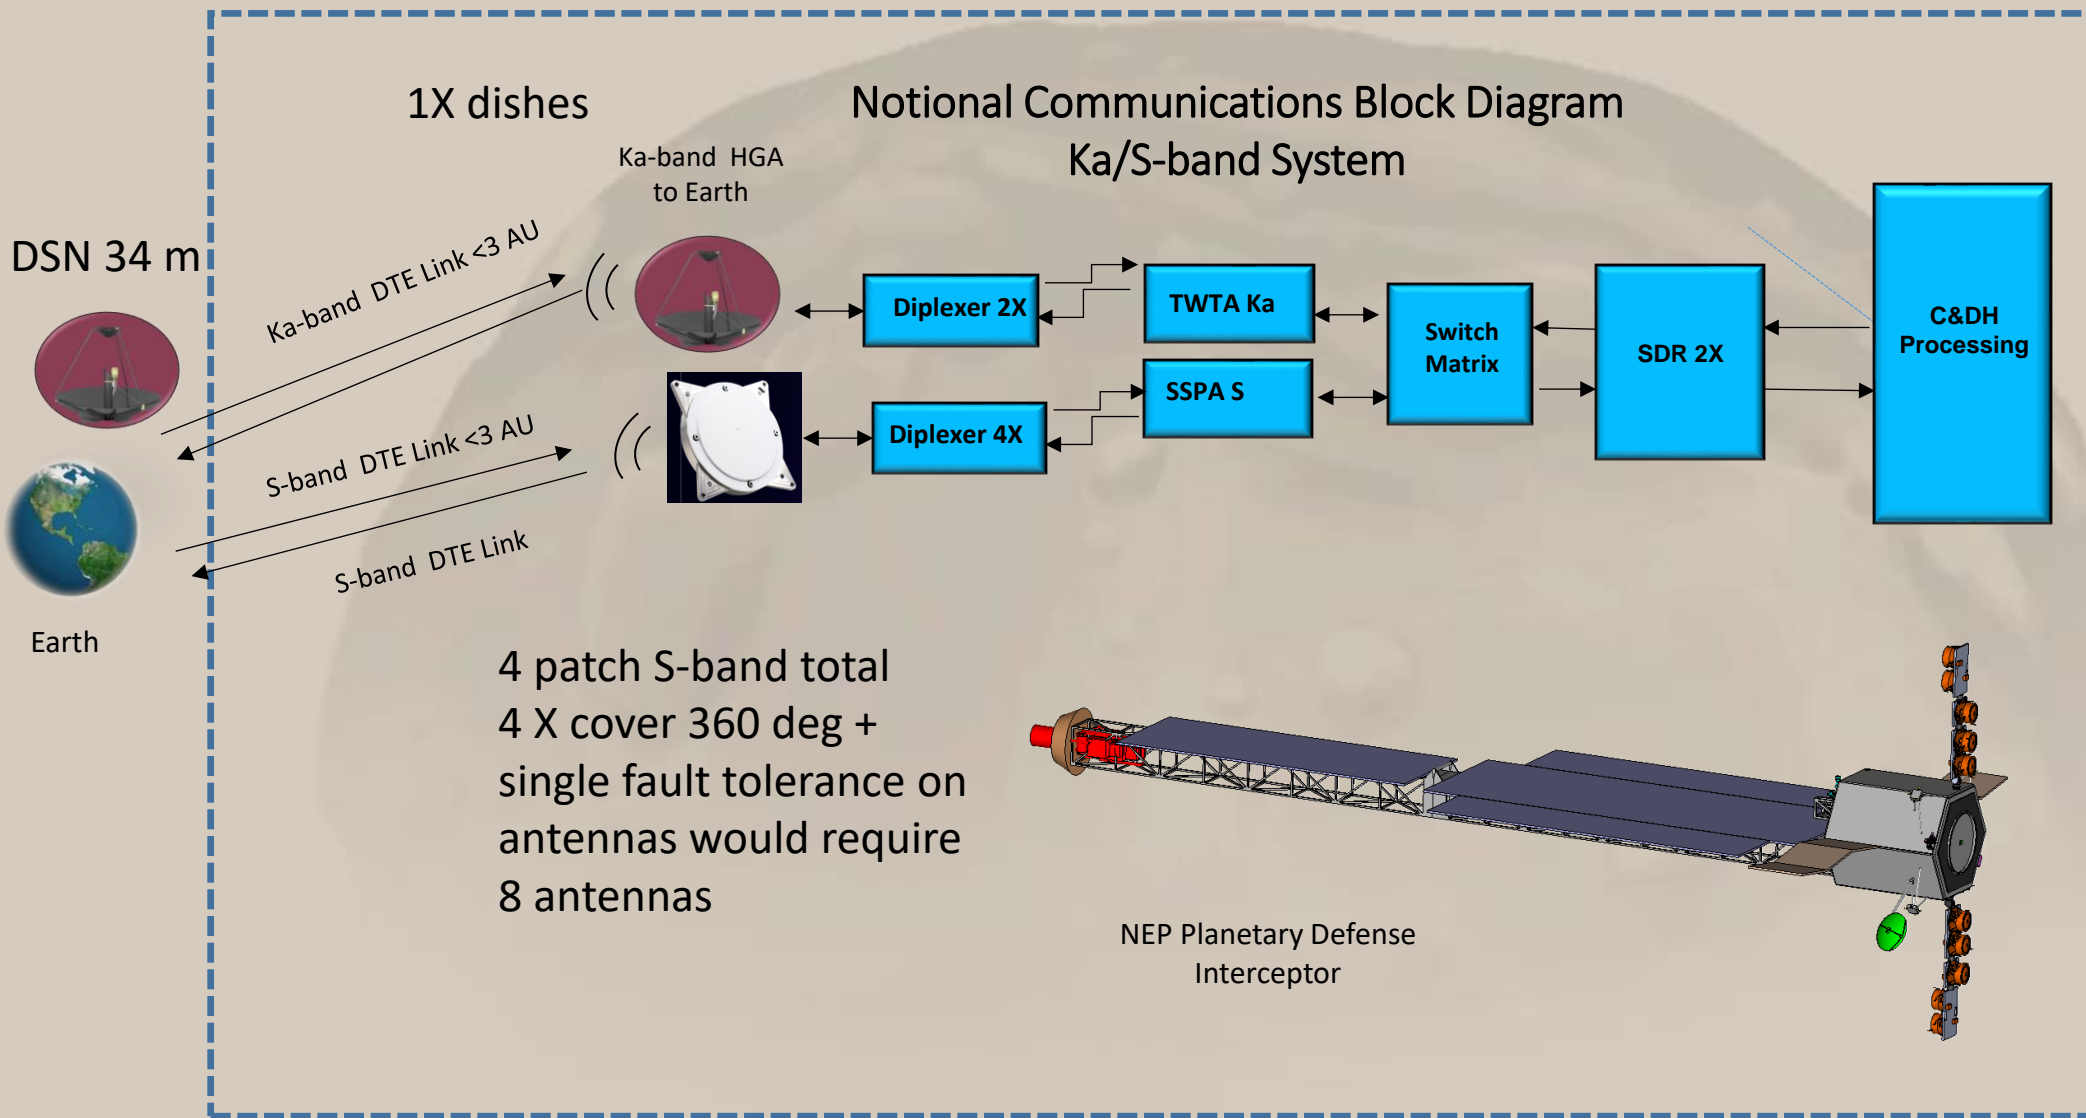 1X dishes
Notional Communications Block Diagram
Ka/S-band System
Ka-band HGA
to Earth
DSN 34 m
Ka-band DTE Link <3 AU
Diplexer 2X
TWTA Ka
Switch
Matrix
SDR 2X
C&DH
Processing
SSPA S
Diplexer 4X
S-band DTE Link <3 AU
S-band DTE Link
Earth
4 patch S-band total
4 X cover 360 deg +
single fault tolerance on
antennas would require
8 antennas
NEP Planetary Defense
Interceptor